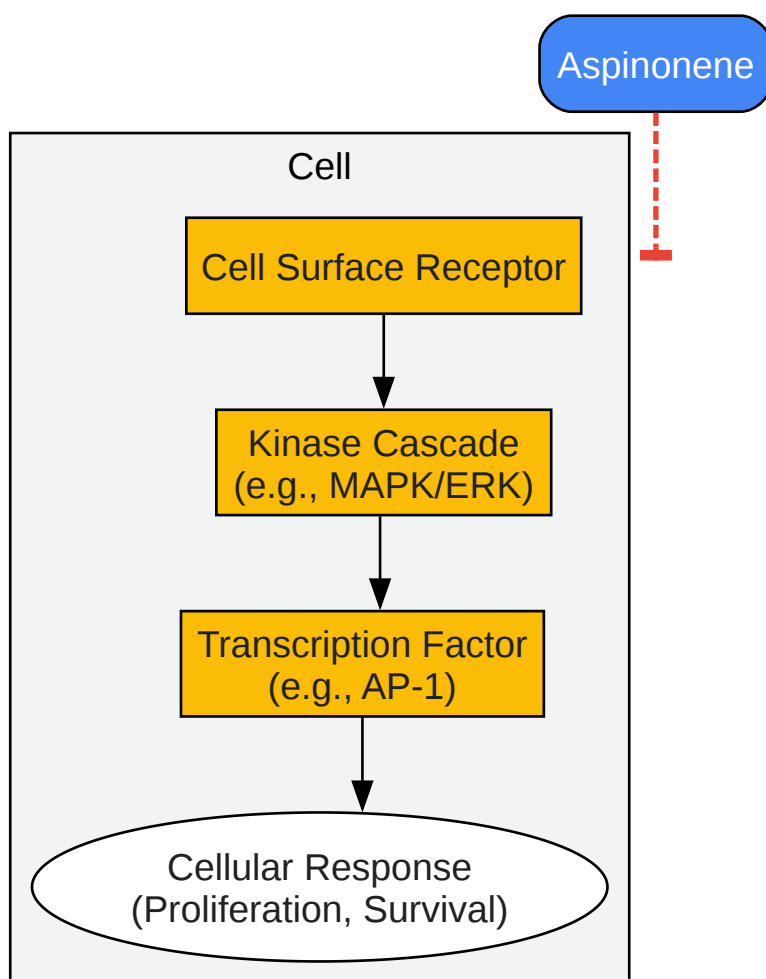 Aspinonene
Cell
Cell Surface Receptor
Kinase Cascade
(e.g., MAPK/ERK)
Transcription Factor
(e.g., AP-1)
Cellular Response
(Proliferation, Survival)